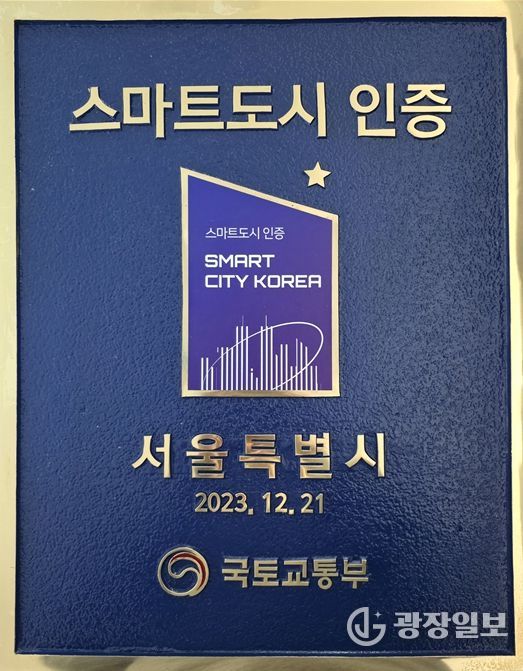 스마트도시 인증
스마트도시 인증
SMART
CITY KOREA
서울특별시
2023. 12. 21
국토교통부
광장일보